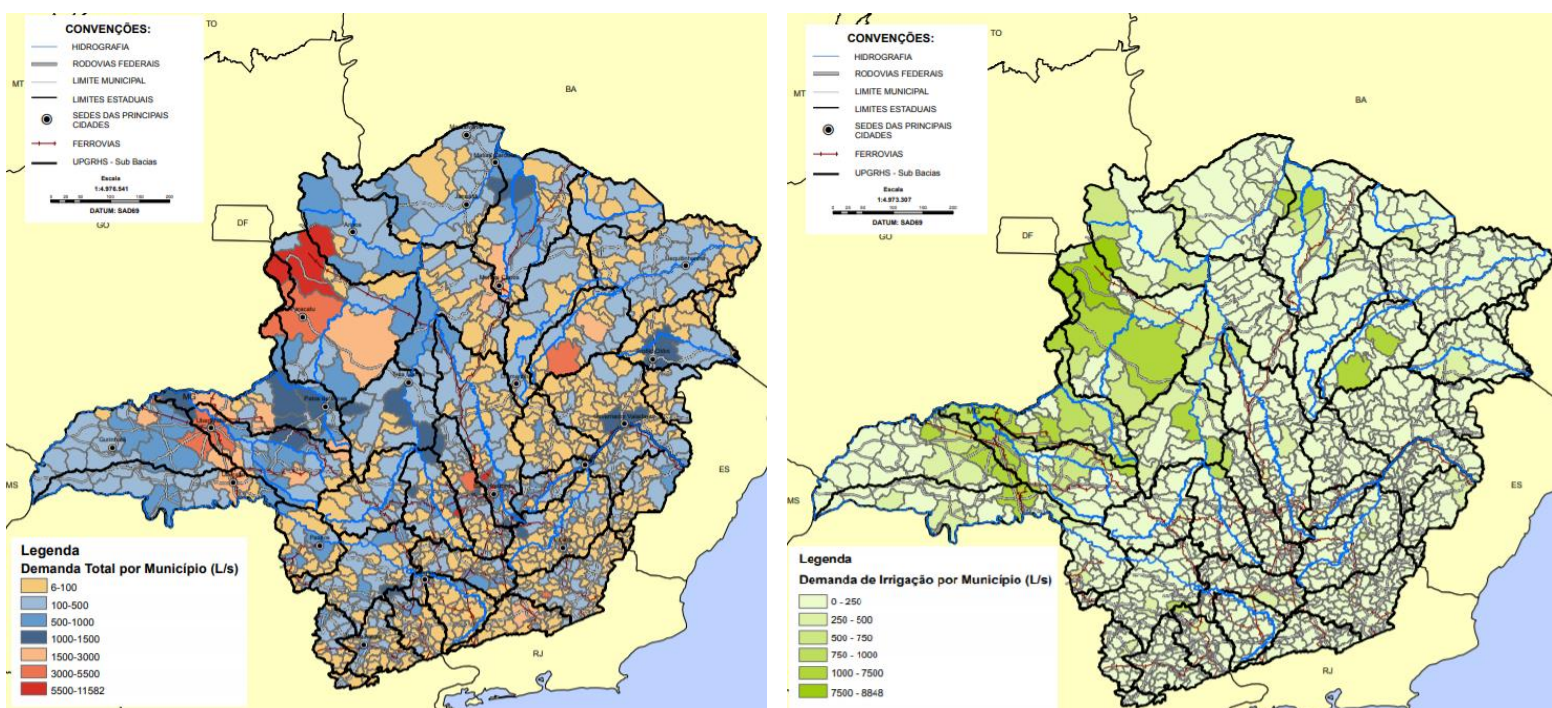 CONVENÇÕES:
HIDROGRAFIA
RODOVIAS FEDERAIS
LIMITE MUNICIPAL
LIMITES ESTADUAIS
SEDES DAS PRINCIPAIS
CIDADES
FERROVIAS
UPGRHS - Sub Bacias
Escala
1:4.978.541
DATUM: SAD69
TO
MT
BA
DF
GO
MG
MS
ES
RJ
Paracatu
Legenda
Demanda Total por Município (L/s)
6-100
100-500
500-1000
1000-1500
1500-3000
3000-5500
5500-11582
CONVENÇÕES:
HIDROGRAFIA
RODOVIAS FEDERAIS
LIMITE MUNICIPAL
LIMITES ESTADUAIS
SEDES DAS PRINCIPAIS
CIDADES
FERROVIAS
UPGRHS - Sub Bacias
Escala
1:4.973.307
DATUM: SAD69
TO
MT
BA
DF
GO
MG
MS
ES
RJ
Legenda
Demanda de Irrigação por Município (L/s)
0 - 250
250 - 500
500 - 750
750 - 1000
1000 - 7500
7500 - 8848